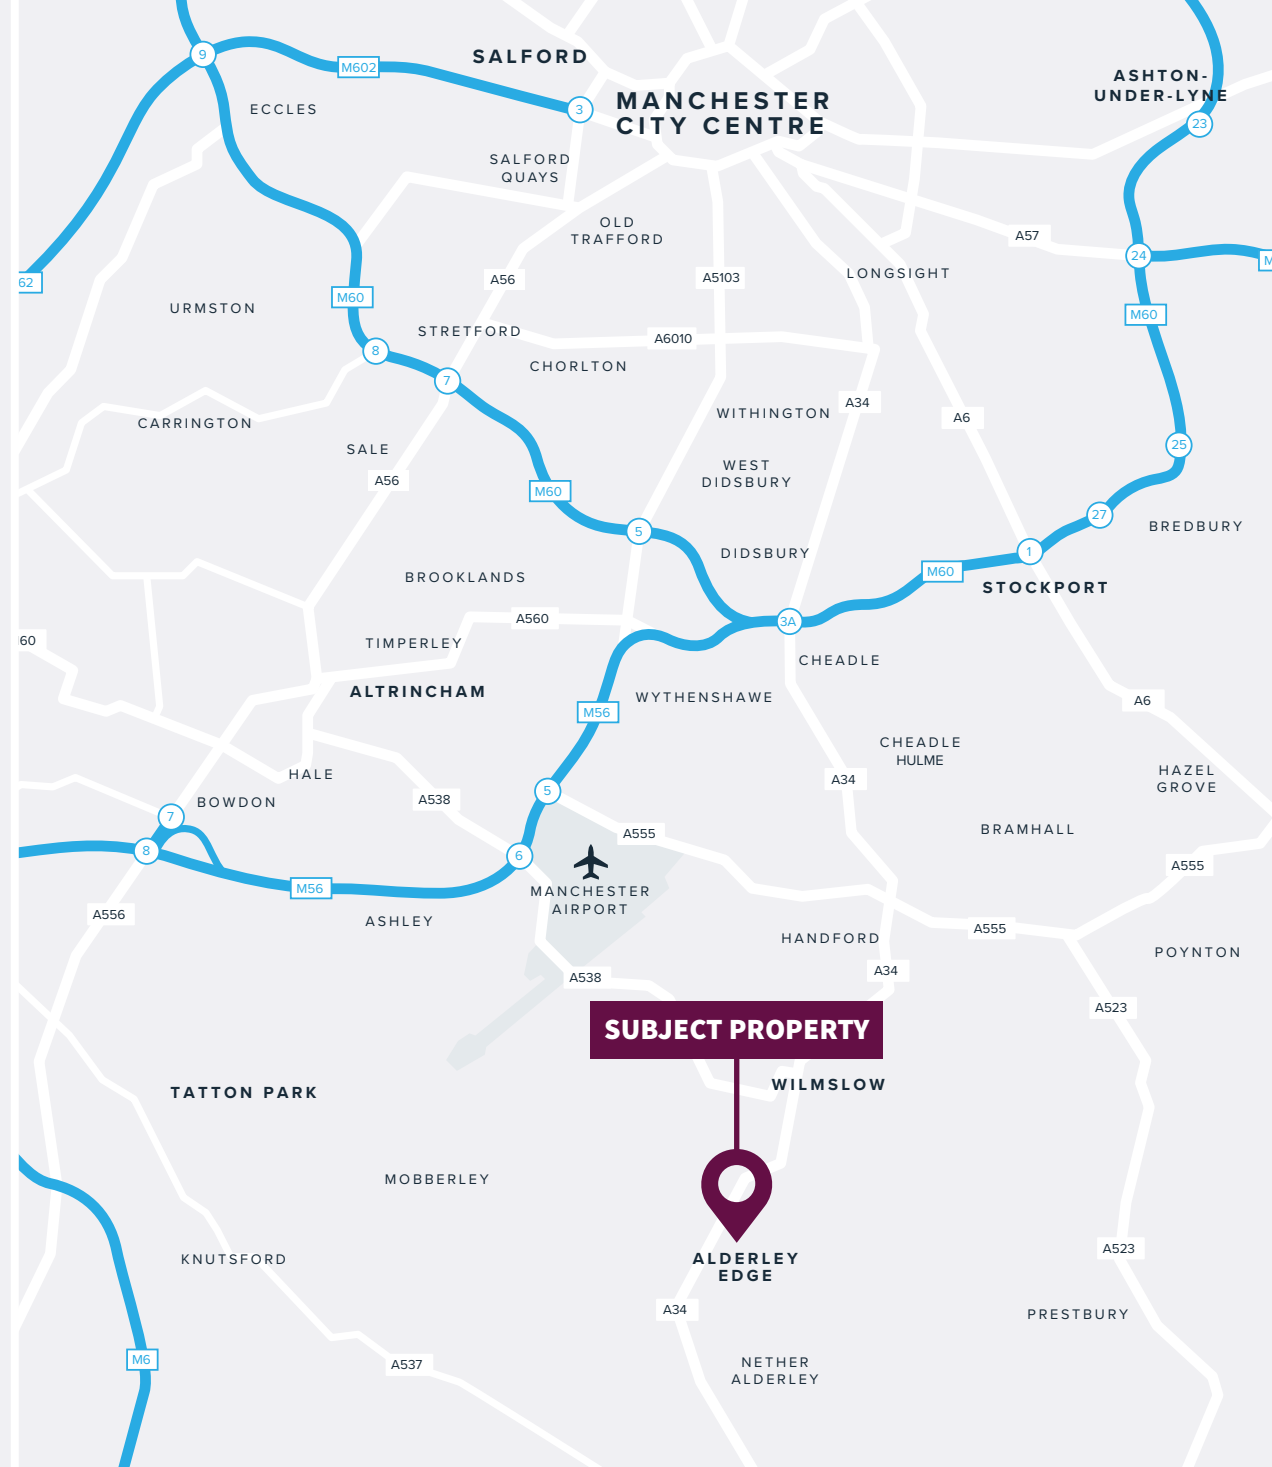 9
M602
SALFORD
3
MANCHESTER
CITY CENTRE
ASHTON-
UNDER-LYNE
23
ECCLES
SALFORD
QUAYS
OLD
TRAFFORD
A57
24
M
62
A56
A5103
LONGSIGHT
M60
URMSTON
M60
STRETFORD
A6010
8
CHORLTON
7
A34
WITHINGTON
A6
CARRINGTON
25
SALE
WEST
DIDSBURY
A56
M60
27
BREDBURY
5
DIDSBURY
1
M60
BROOKLANDS
STOCKPORT
A560
3A
60
TIMPERLEY
CHEADLE
ALTRINCHAM
WYTHENSHAWE
A6
M56
CHEADLE
HULME
HALE
A34
HAZEL
GROVE
5
BOWDON
A538
7
A555
BRAMHALL
8
6
A555
M56
MANCHESTER
AIRPORT
A556
ASHLEY
A555
HANDFORD
POYNTON
A538
A34
A523
SUBJECT PROPERTY
WILMSLOW
TATTON PARK
MOBBERLEY
A523
KNUTSFORD
ALDERLEY
EDGE
A34
PRESTBURY
M6
A537
NETHER
ALDERLEY